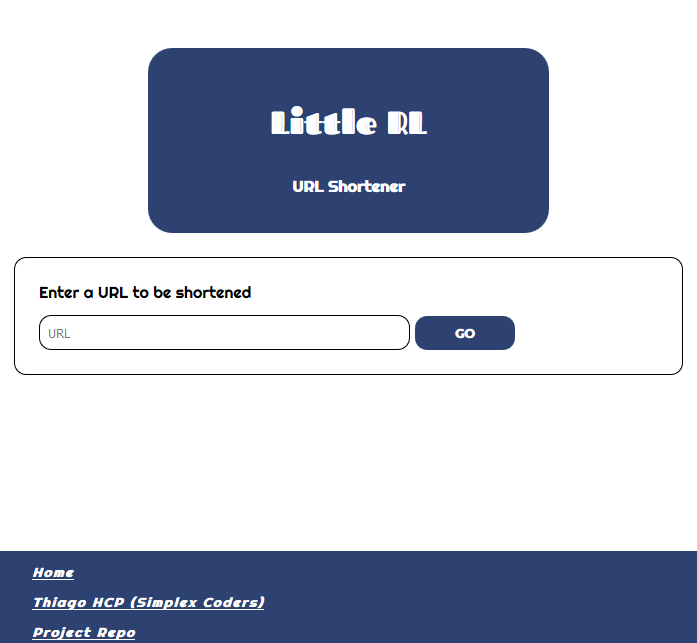 Little RL
URL Shortener
Enter a URL to be shortened
URL
GO
Home
Thiago HCP (Simplex Coders)
Project Repo